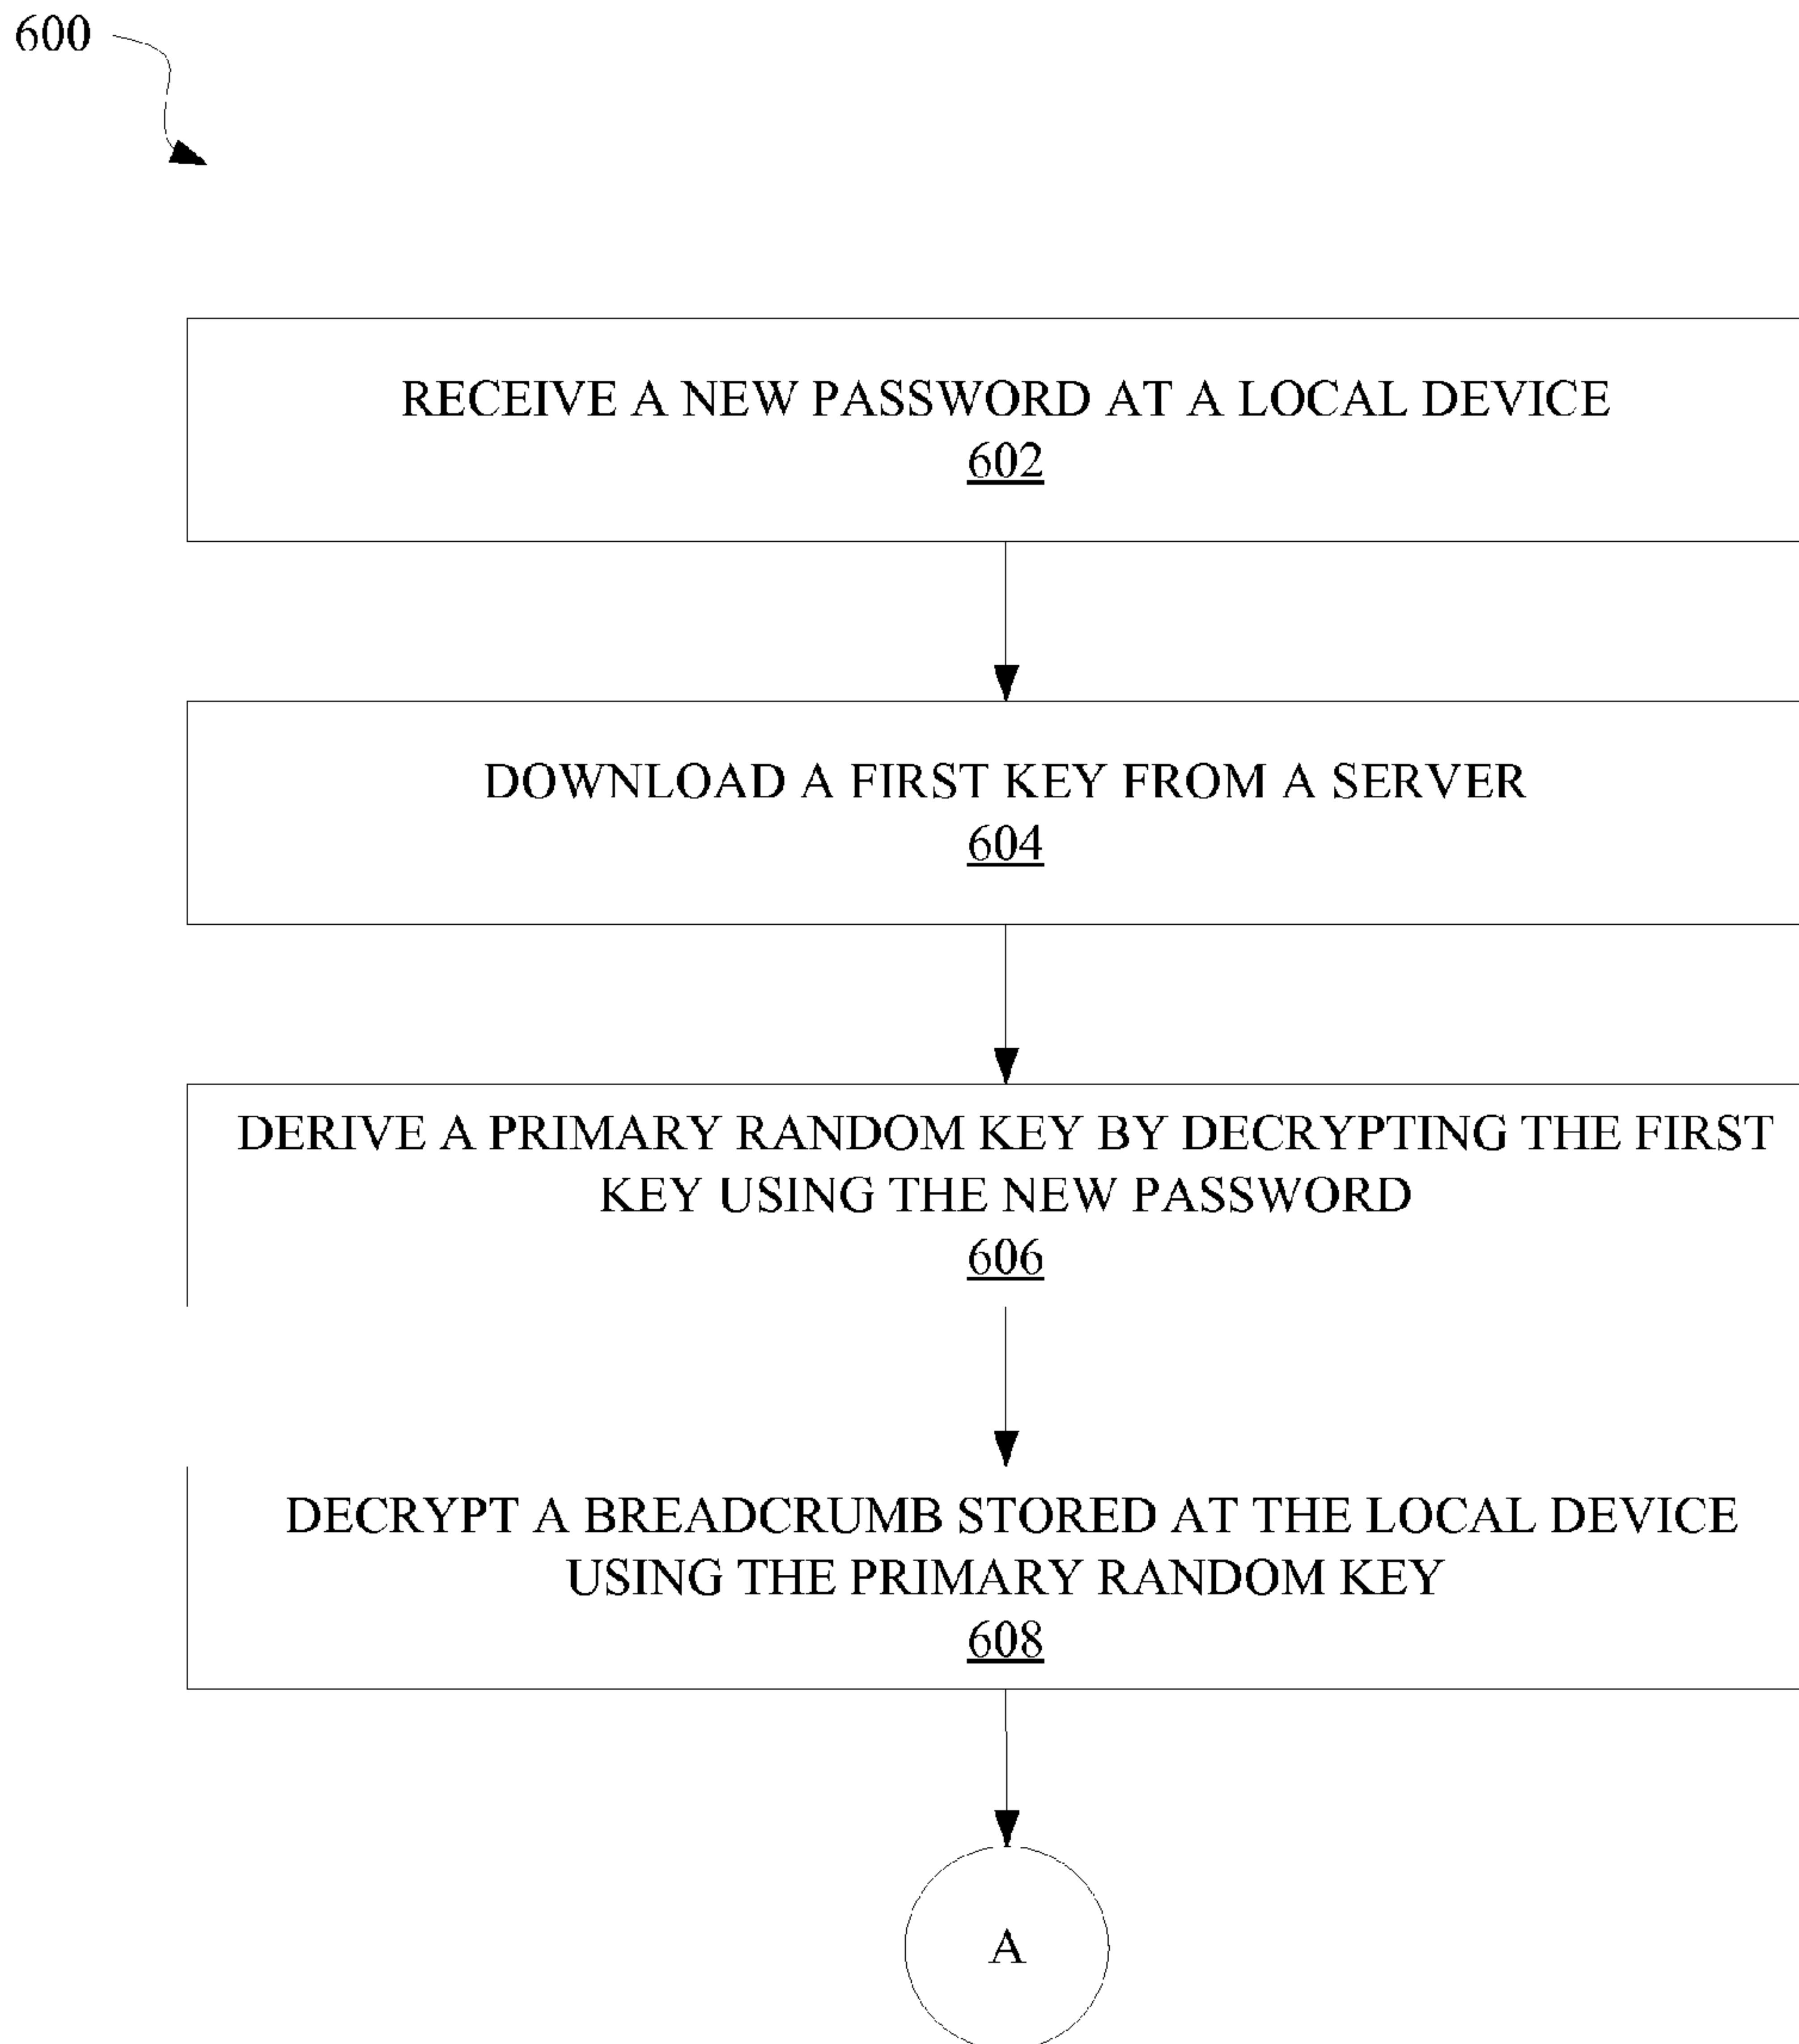 600
RECEIVE A NEW PASSWORD AT A LOCAL DEVICE
602
DOWNLOAD A FIRST KEY FROM A SERVER
604
DERIVE A PRIMARY RANDOM KEY BY DECRYPTING THE FIRST
KEY USING THE NEW PASSWORD
606
DECRYPT A BREADCRUMB STORED AT THE LOCAL DEVICE
USING THE PRIMARY RANDOM KEY
608
A